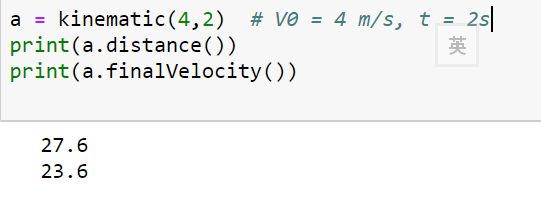 a = kinematic(4,2)  # V0 = 4 m/s, t = 2s
print(a.distance())
英
print(a.finalVelocity())
27.6
23.6